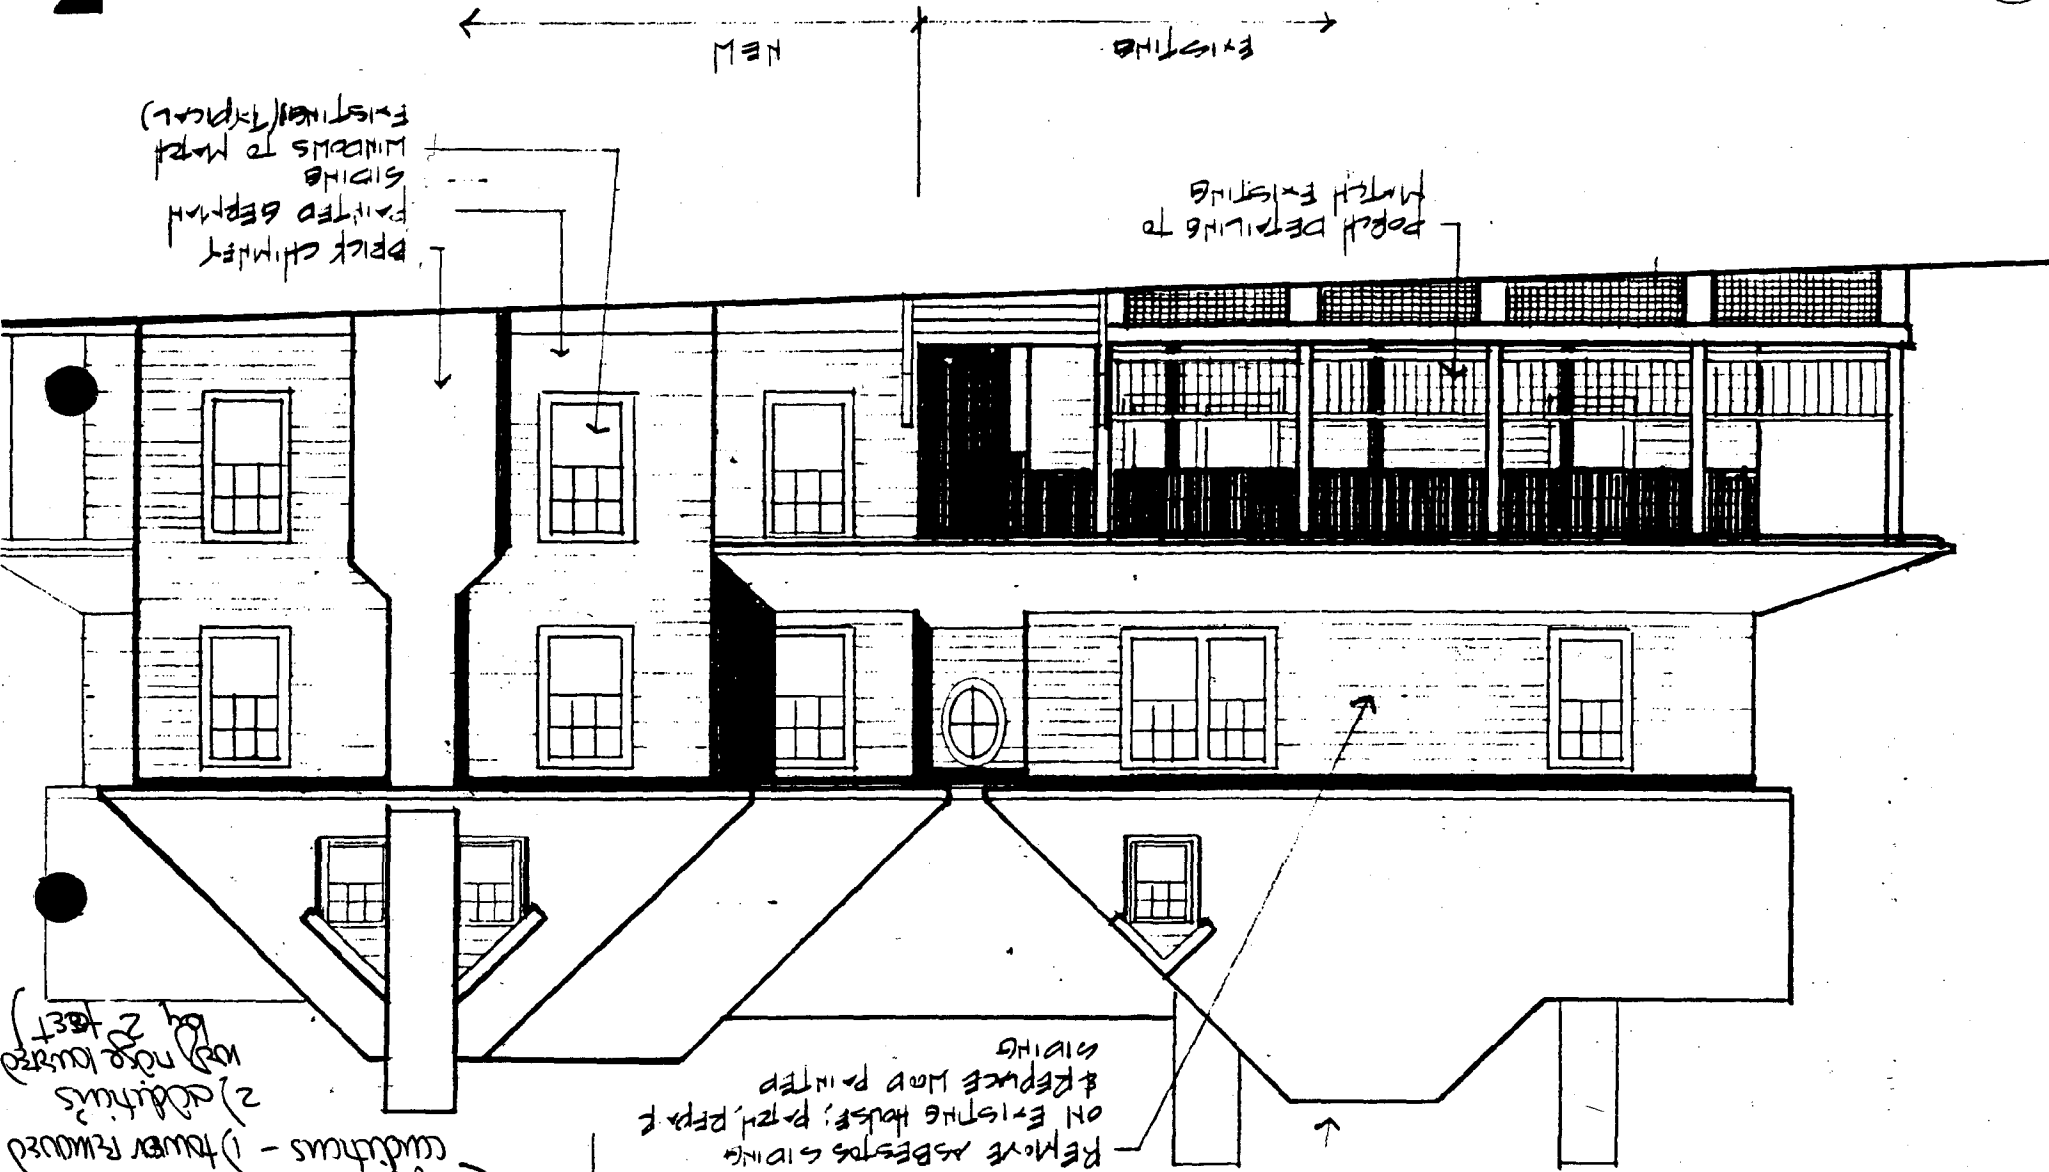 REMOVE ASBESTOS SIDING
ON EXISTING HOUSE; PATCH, REPAIR
& REPLACE WOOD PAINTED
SIDING
conditions - 1) tower removed
2) addition's
ridge lowered
by 2 feet)
PORCH DETAILING TO
MATCH EXISTING
BRICK CHIMNEY
PAINTED GERMAN
SIDING
WINDOWS TO MATCH
EXISTING (TYPICAL)
EXISTING
NEW